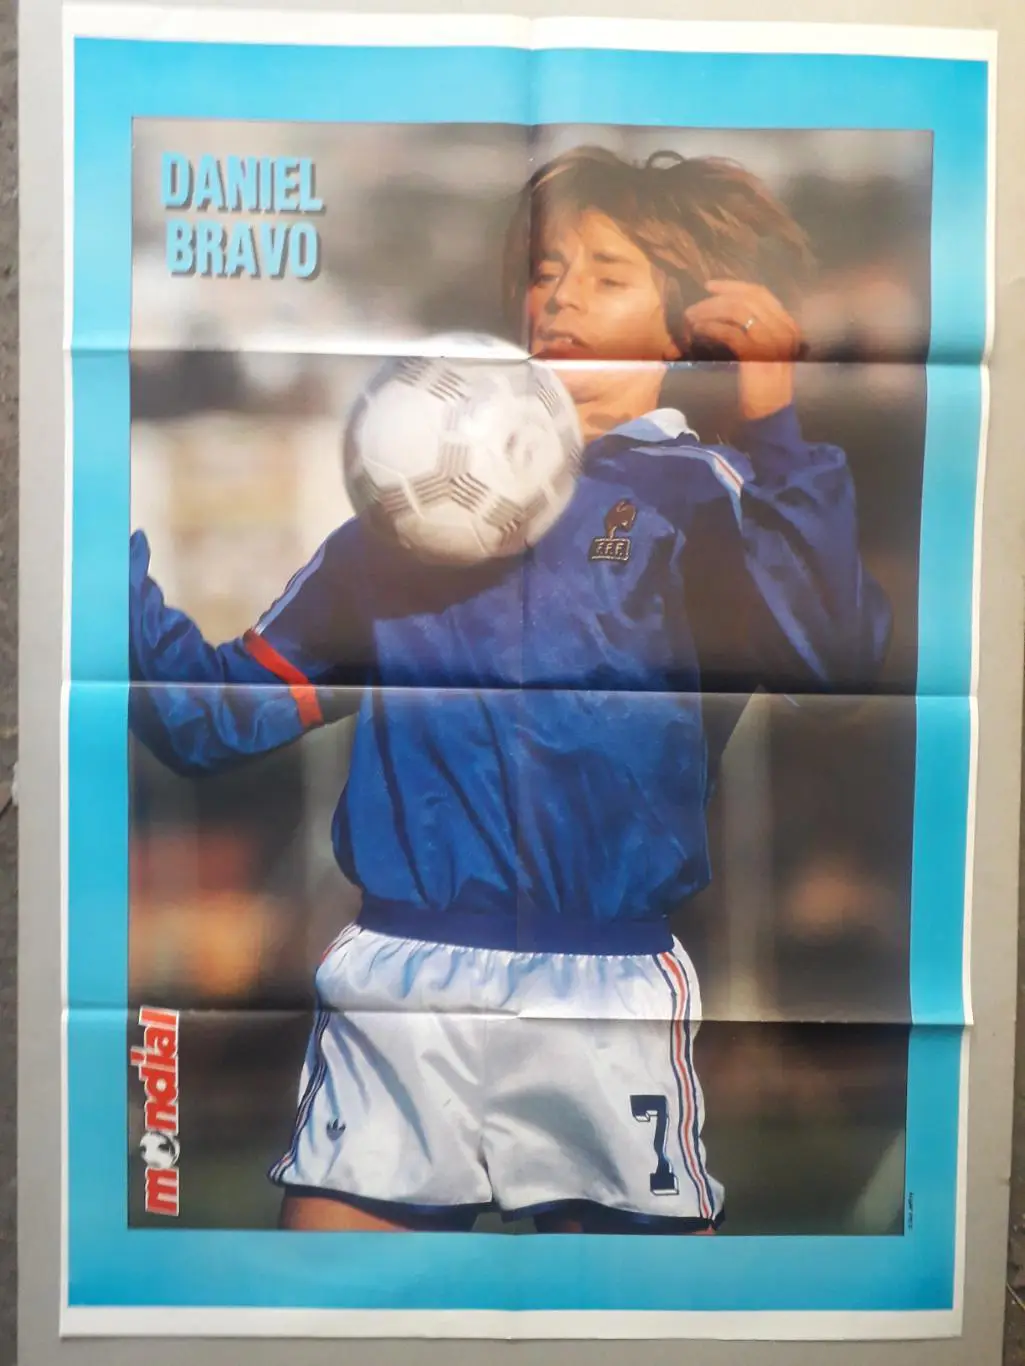 DANIEL
BRAVO
F.F.F.
mondial
7